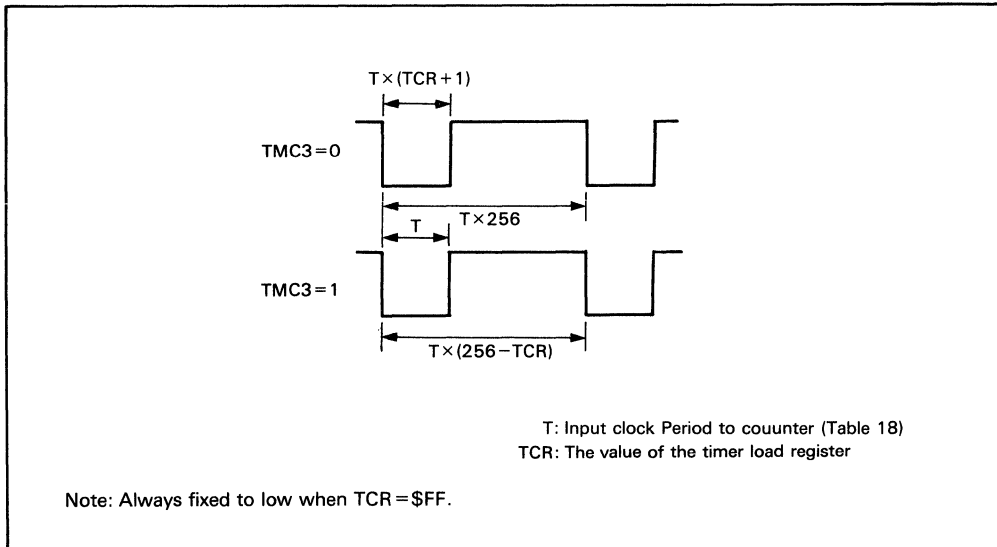 T×(TCR+1)
TMC3=0
T×256
T
TMC3=1
T×(256−TCR)
T: Input clock Period to couunter (Table 18)
TCR: The value of the timer load register
Note: Always fixed to low when TCR=$FF.